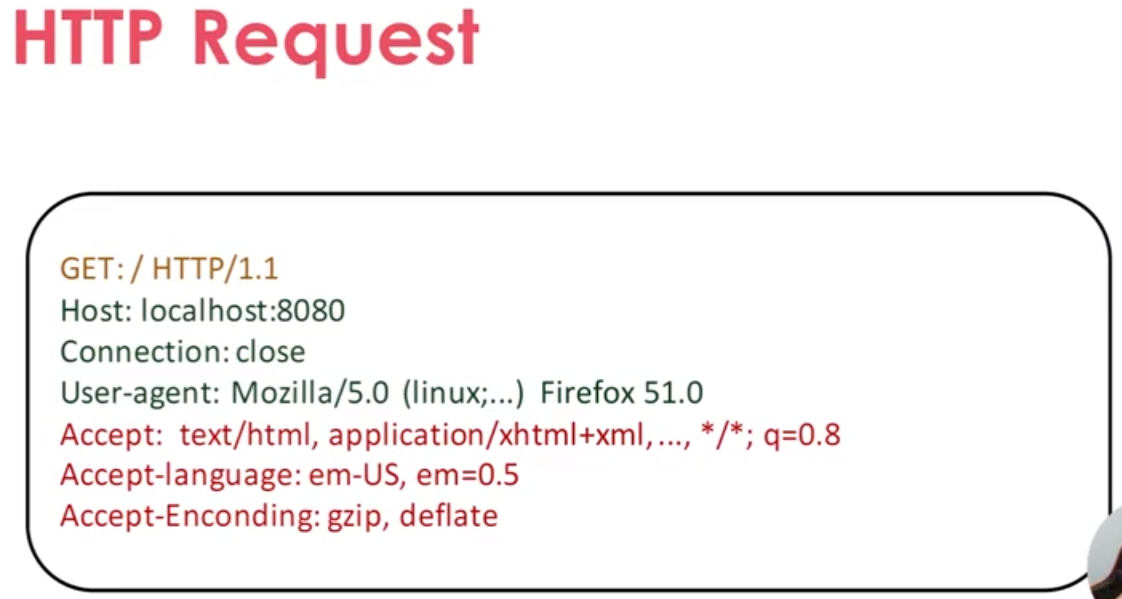 HTTP Request
GET: / HTTP/1.1
Host: localhost:8080
Connection: close
User-agent: Mozilla/5.0 (linux;...) Firefox 51.0
Accept: text/html, application/xhtml+xml,..., */*; q=0.8
Accept-language: em-US, em=0.5
Accept-Enconding: gzip, deflate